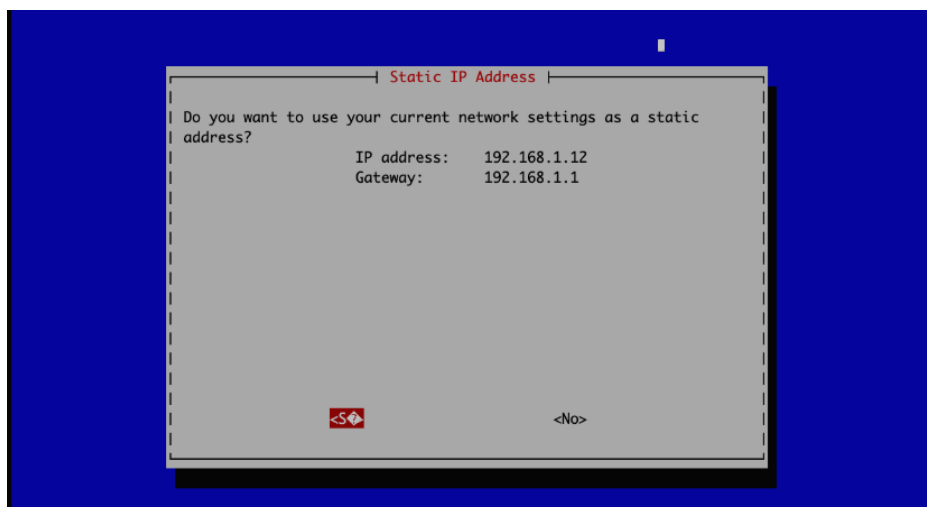 Static IP Address
Do you want to use your current network settings as a static
address?
IP address: 192.168.1.12
Gateway: 192.168.1.1
<S�
<No>